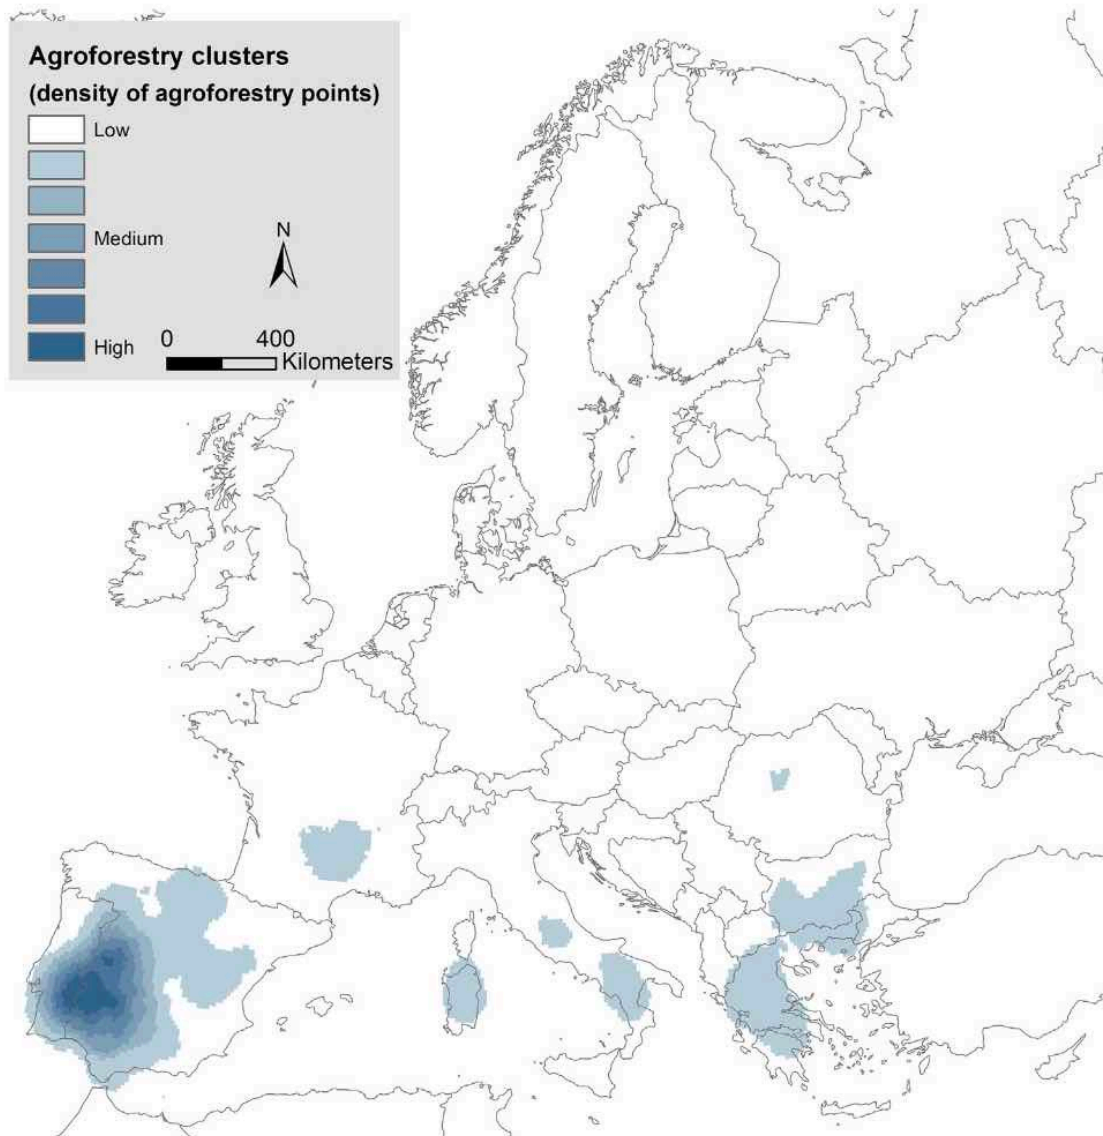 Agroforestry clusters
(density of agroforestry points)
Low
Medium
High
N
0 400
Kilometers